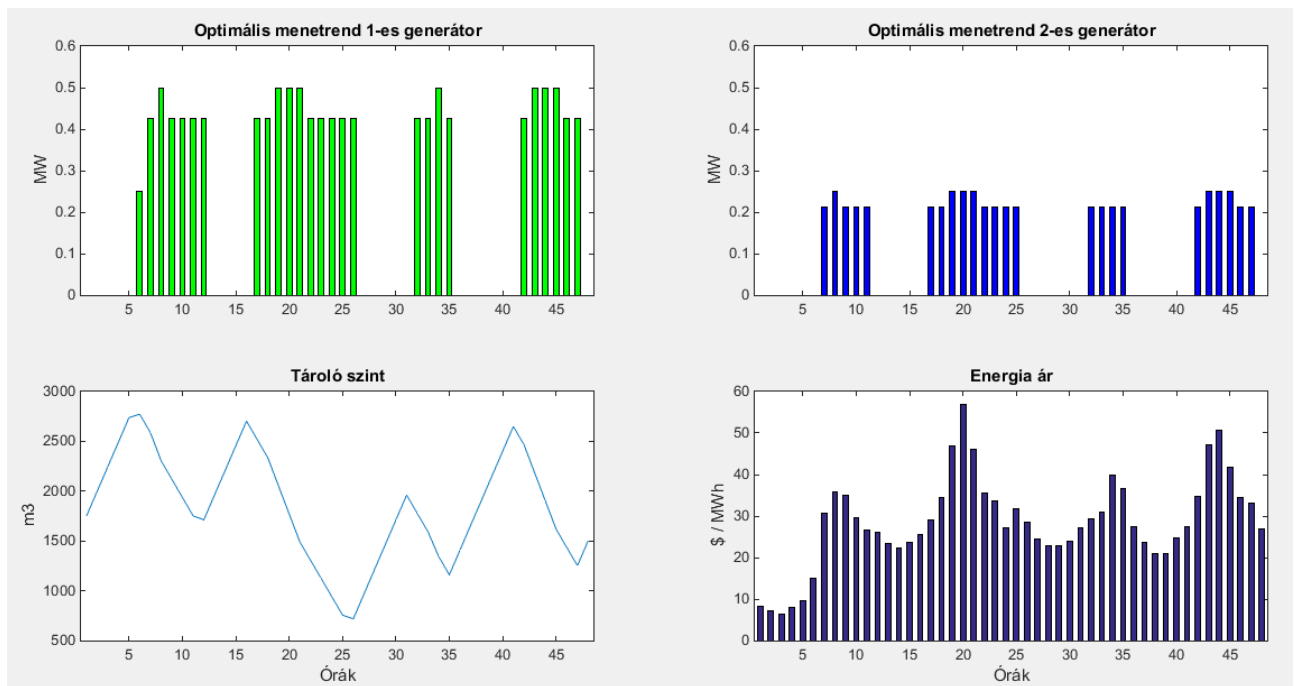 Optimális menetrend 1-es generátor
0.6
0.5
0.4
0.3
0.2
0.1
0
MW
5 10 15 20 25 30 35 40 45
Optimális menetrend 2-es generátor
0.6
0.5
0.4
0.3
0.2
0.1
0
MW
5 10 15 20 25 30 35 40 45
Tároló szint
3000
2500
2000
1500
1000
500
m3
5 10 15 20 25 30 35 40 45
Órák
Energia ár
60
50
40
30
20
10
0
$ / MWh
5 10 15 20 25 30 35 40 45
Órák